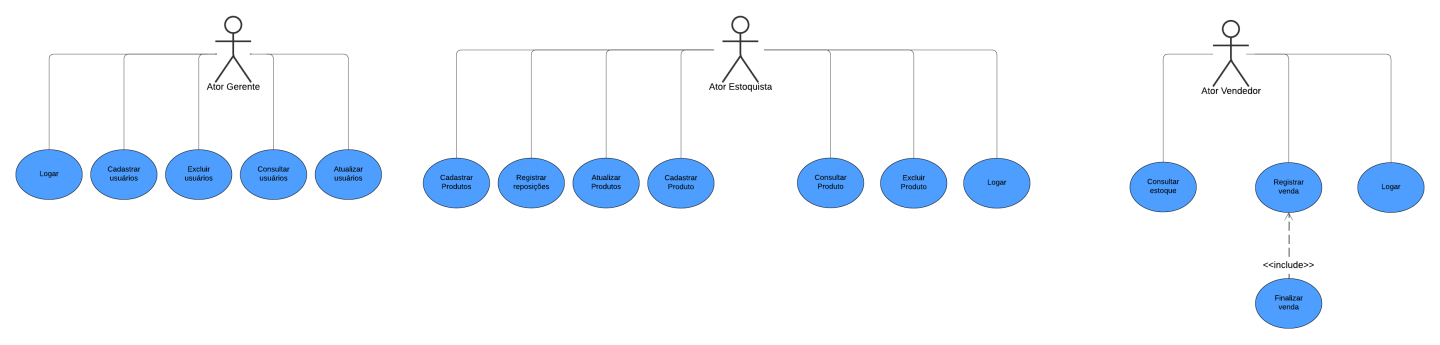 Ator Gerente
Logar
Cadastrar
usuários
Excluir
usuários
Consultar
usuários
Atualizar
usuários
Ator Estoquista
Cadastrar
Produtos
Registrar
reposições
Atualizar
Produtos
Cadastrar
Produto
Consultar
Produto
Excluir
Produto
Logar
Ator Vendedor
Consultar
estoque
Registrar
venda
Logar
<<include>>
Finalizar
venda